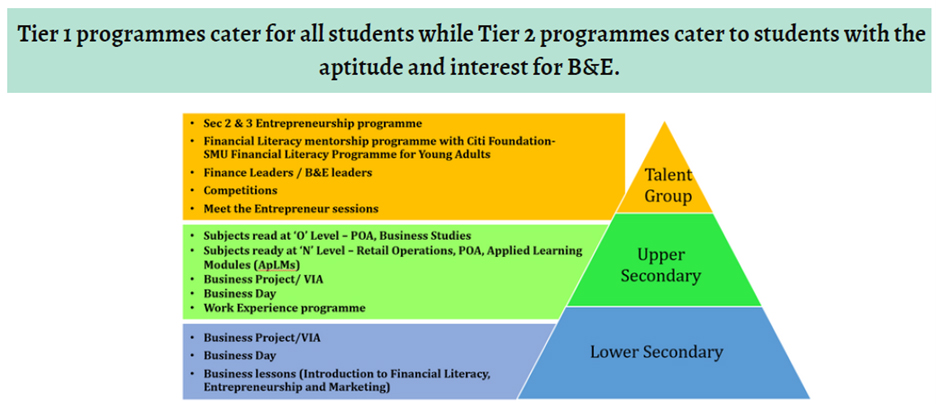 Tier 1 programmes cater for all students while Tier 2 programmes cater to students with the
aptitude and interest for B&E.
• Sec 2 & 3 Entrepreneurship programme
• Financial Literacy mentorship programme with Citi Foundation-
SMU Financial Literacy Programme for Young Adults
• Finance Leaders / B&E leaders
• Competitions
• Meet the Entrepreneur sessions
Talent
Group
• Subjects read at ‘O’ Level – POA, Business Studies
• Subjects ready at ‘N’ Level – Retail Operations, POA, Applied Learning
Modules (ApLMs)
• Business Project/ VIA
• Business Day
• Work Experience programme
Upper
Secondary
• Business Project/VIA
• Business Day
• Business lessons (Introduction to Financial Literacy,
Entrepreneurship and Marketing)
Lower Secondary